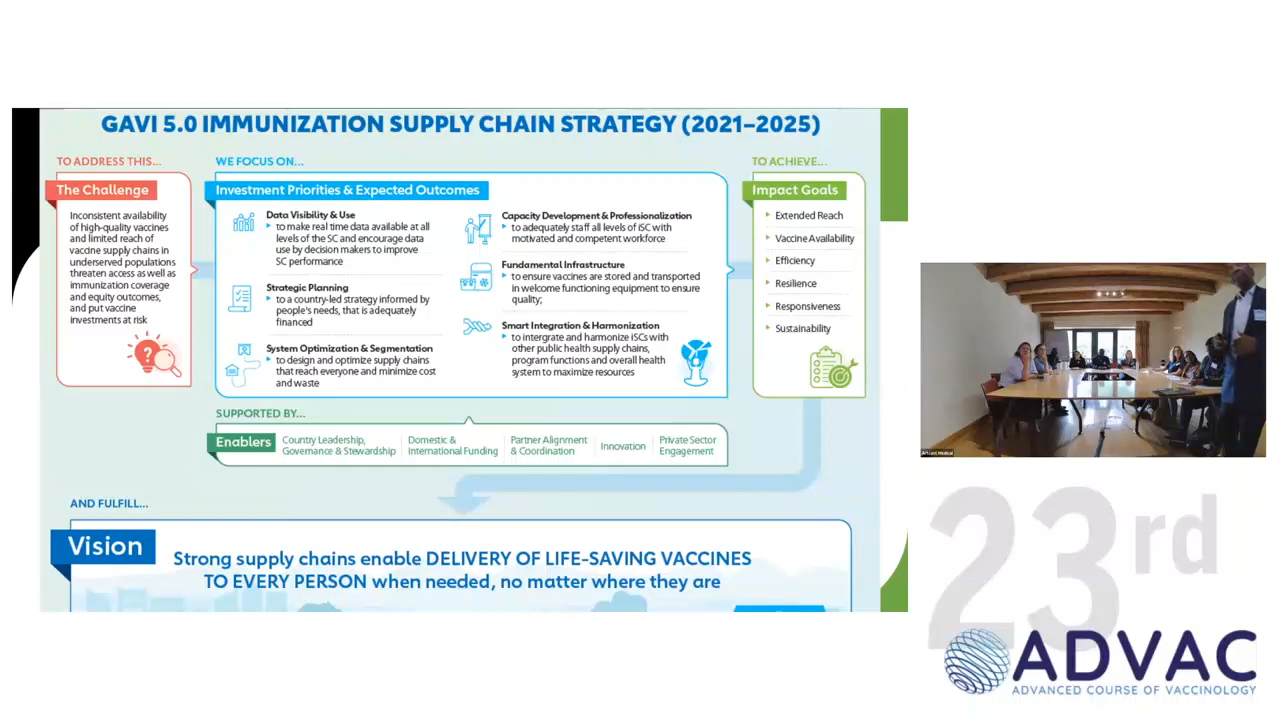 GAVI 5.0 IMMUNIZATION SUPPLY CHAIN STRATEGY (2021–2025)
TO ADDRESS THIS...
The Challenge
Inconsistent availability
of high-quality vaccines
and limited reach of
vaccine supply chains in
underserved populations
threaten access as well as
immunization coverage
and equity outcomes,
and put vaccine
investments at risk
WE FOCUS ON...
Investment Priorities & Expected Outcomes
Data Visibility & Use
to make real time data available at all
levels of the SC and encourage data
use by decision makers to improve
SC performance
Strategic Planning
to a country-led strategy informed by
people's needs, that is adequately
financed
System Optimization & Segmentation
to design and optimize supply chains
that reach everyone and minimize cost
and waste
Capacity Development & Professionalization
to adequately staff all levels of iSC with
motivated and competent workforce
Fundamental Infrastructure
to ensure vaccines are stored and transported
in welcome functioning equipment to ensure
quality;
Smart Integration & Harmonization
to intergrate and harmonize iSCs with
other public health supply chains,
program functions and overall health
system to maximize resources
TO ACHIEVE...
Impact Goals
Extended Reach
Vaccine Availability
Efficiency
Resilience
Responsiveness
Sustainability
SUPPORTED BY...
Enablers
Country Leadership,
Governance & Stewardship
Domestic &
International Funding
Partner Alignment
& Coordination
Innovation
Private Sector
Engagement
AND FULFILL...
Vision
Strong supply chains enable DELIVERY OF LIFE-SAVING VACCINES
TO EVERY PERSON when needed, no matter where they are
23rd
ADVAC
ADVANCED COURSE OF VACCINOLOGY